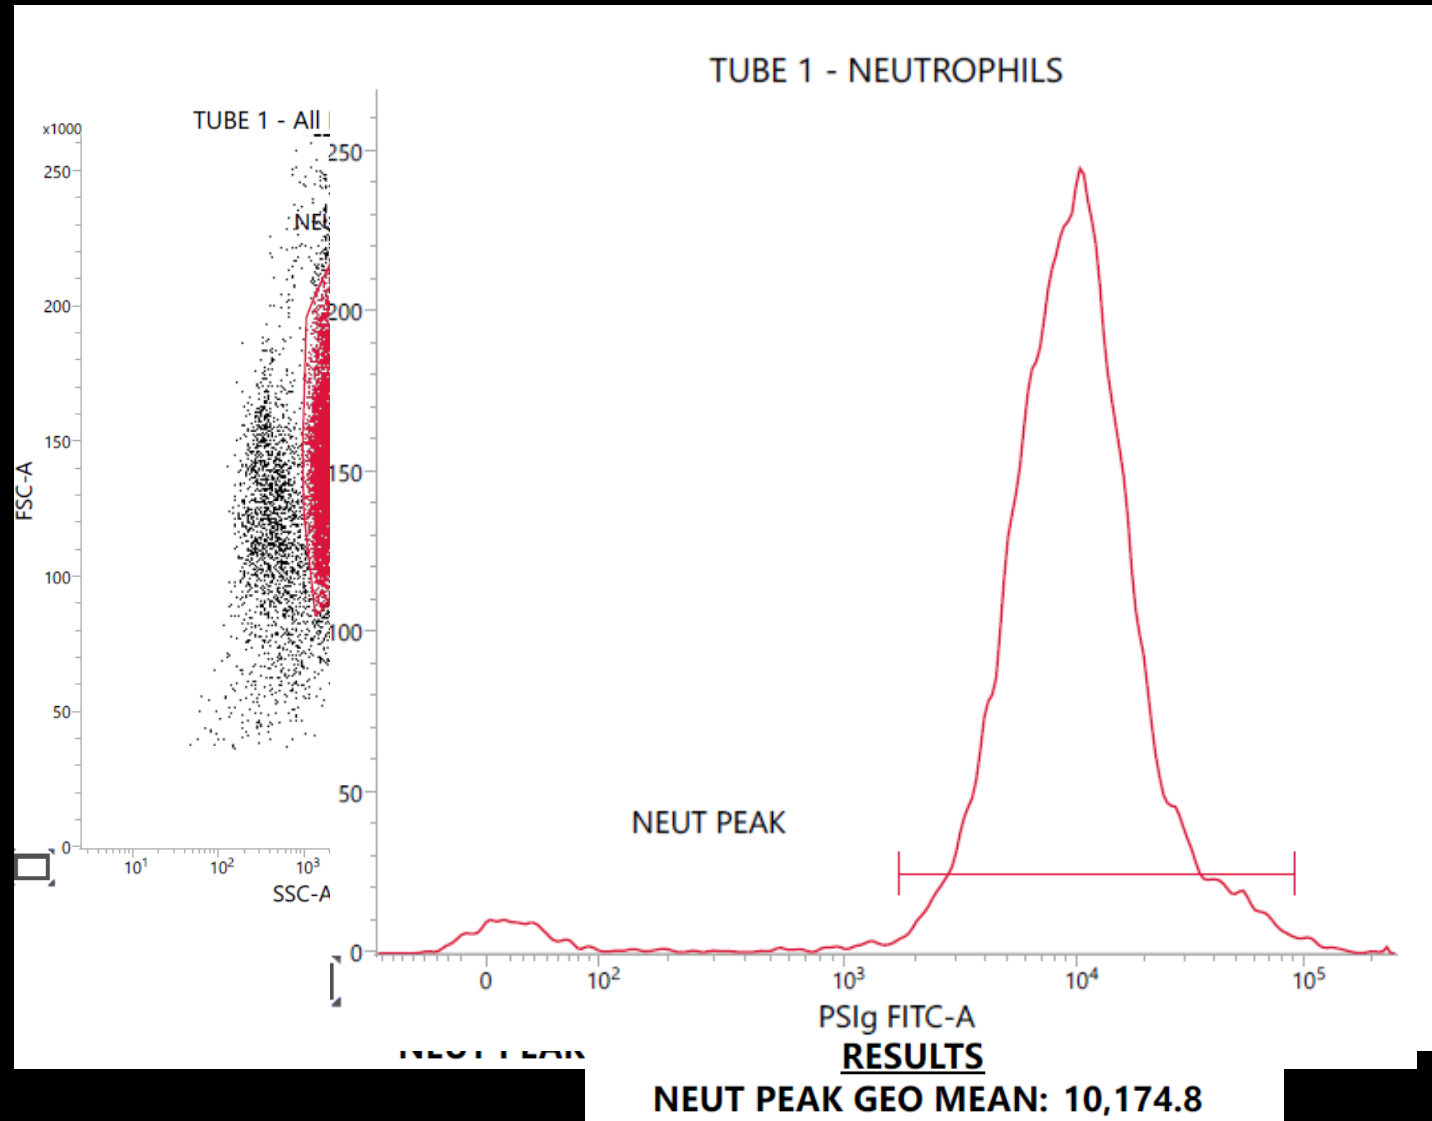 TUBE 1 - NEUTROPHILS
TUBE 1 - All
x1000
250
200
150
100
50
0
FSC-A
10¹
10²
10³
SSC-A
250
200
150
100
50
0
NEUT PEAK
0
10²
10³
10⁴
10⁵
PSIg FITC-A
RESULTS
NEUT PEAK GEO MEAN: 10,174.8